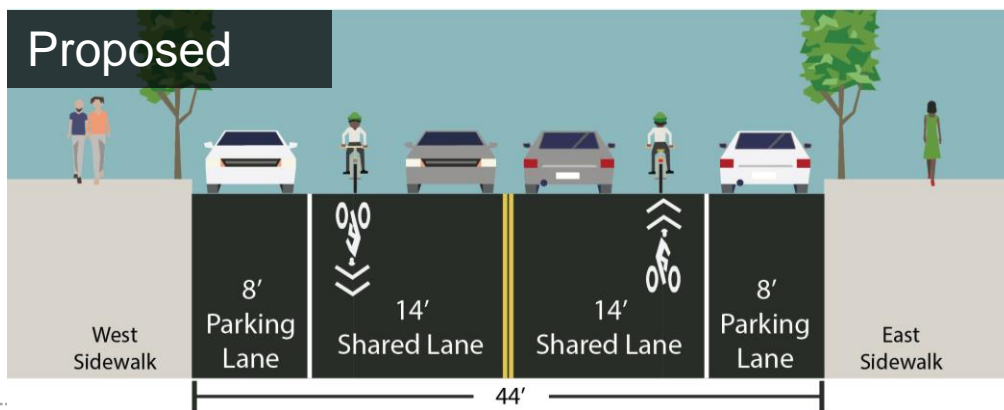 Proposed
West
Sidewalk
8’
Parking
Lane
14’
Shared Lane
14’
Shared Lane
8’
Parking
Lane
East
Sidewalk
44’